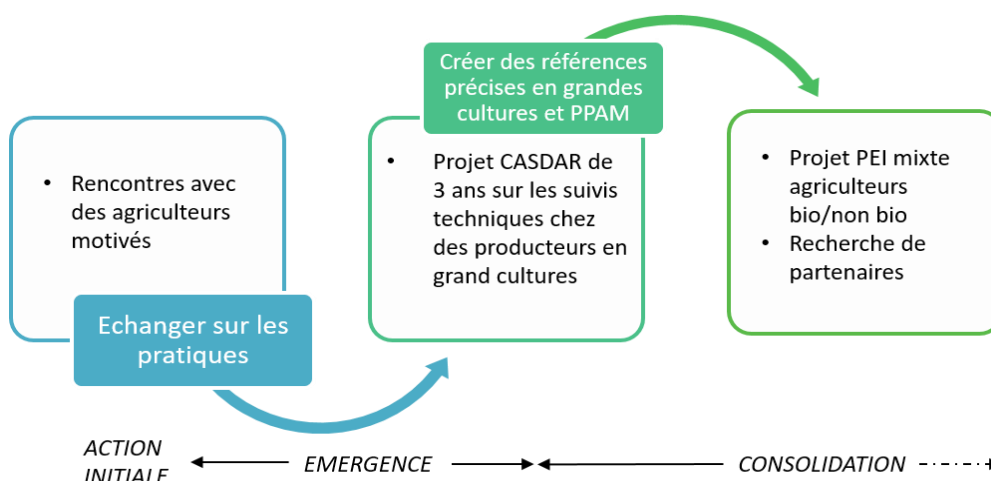 • Rencontres avec
des agriculteurs
motivés
Echanger sur les
pratiques
Créer des références
précises en grandes
cultures et PPAM
• Projet CASDAR de
3 ans sur les suivis
techniques chez
des producteurs en
grand cultures
• Projet PEI mixte
agriculteurs
bio/non bio
• Recherche de
partenaires
ACTION
INITIALE
EMERGENCE
CONSOLIDATION